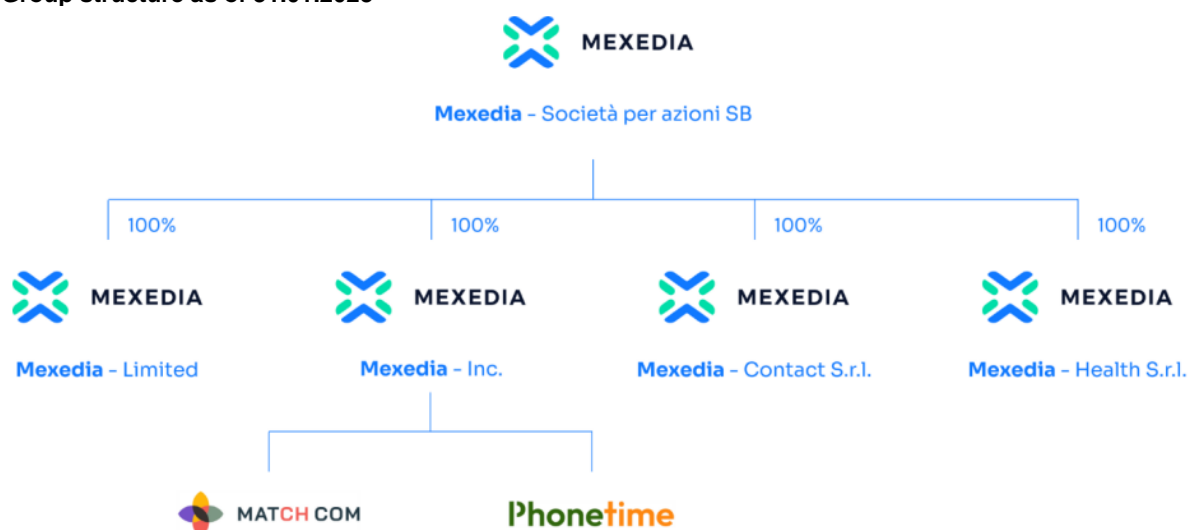 MEXEDIA
Mexedia - Società per azioni SB
100% 100% 100% 100%
MEXEDIA MEXEDIA MEXEDIA MEXEDIA
Mexedia - Limited Mexedia - Inc. Mexedia - Contact S.r.l. Mexedia - Health S.r.l.
MATCH COM Phonetime